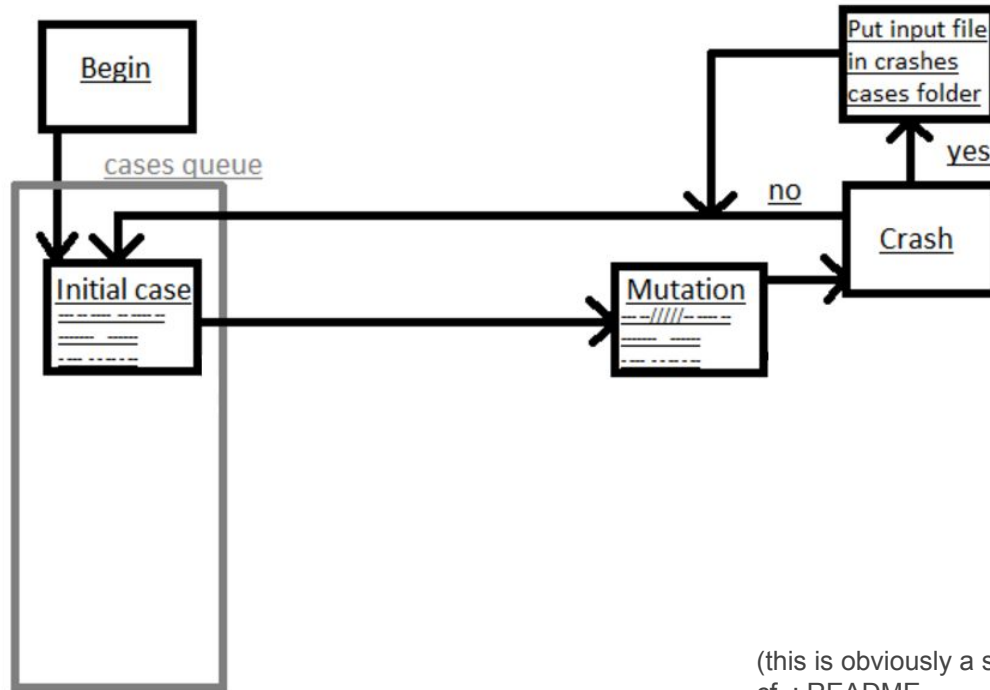 Begin
cases queue
Put input file
in crashes
cases folder
yes
no
Crash
Initial case
--- -- ---- -- ---- --
------- ------
- --- - - -- - --
Mutation
--- --/////-- ---- --
------- ------
- --- - - -- - --
(this is obviously a s
cf : README